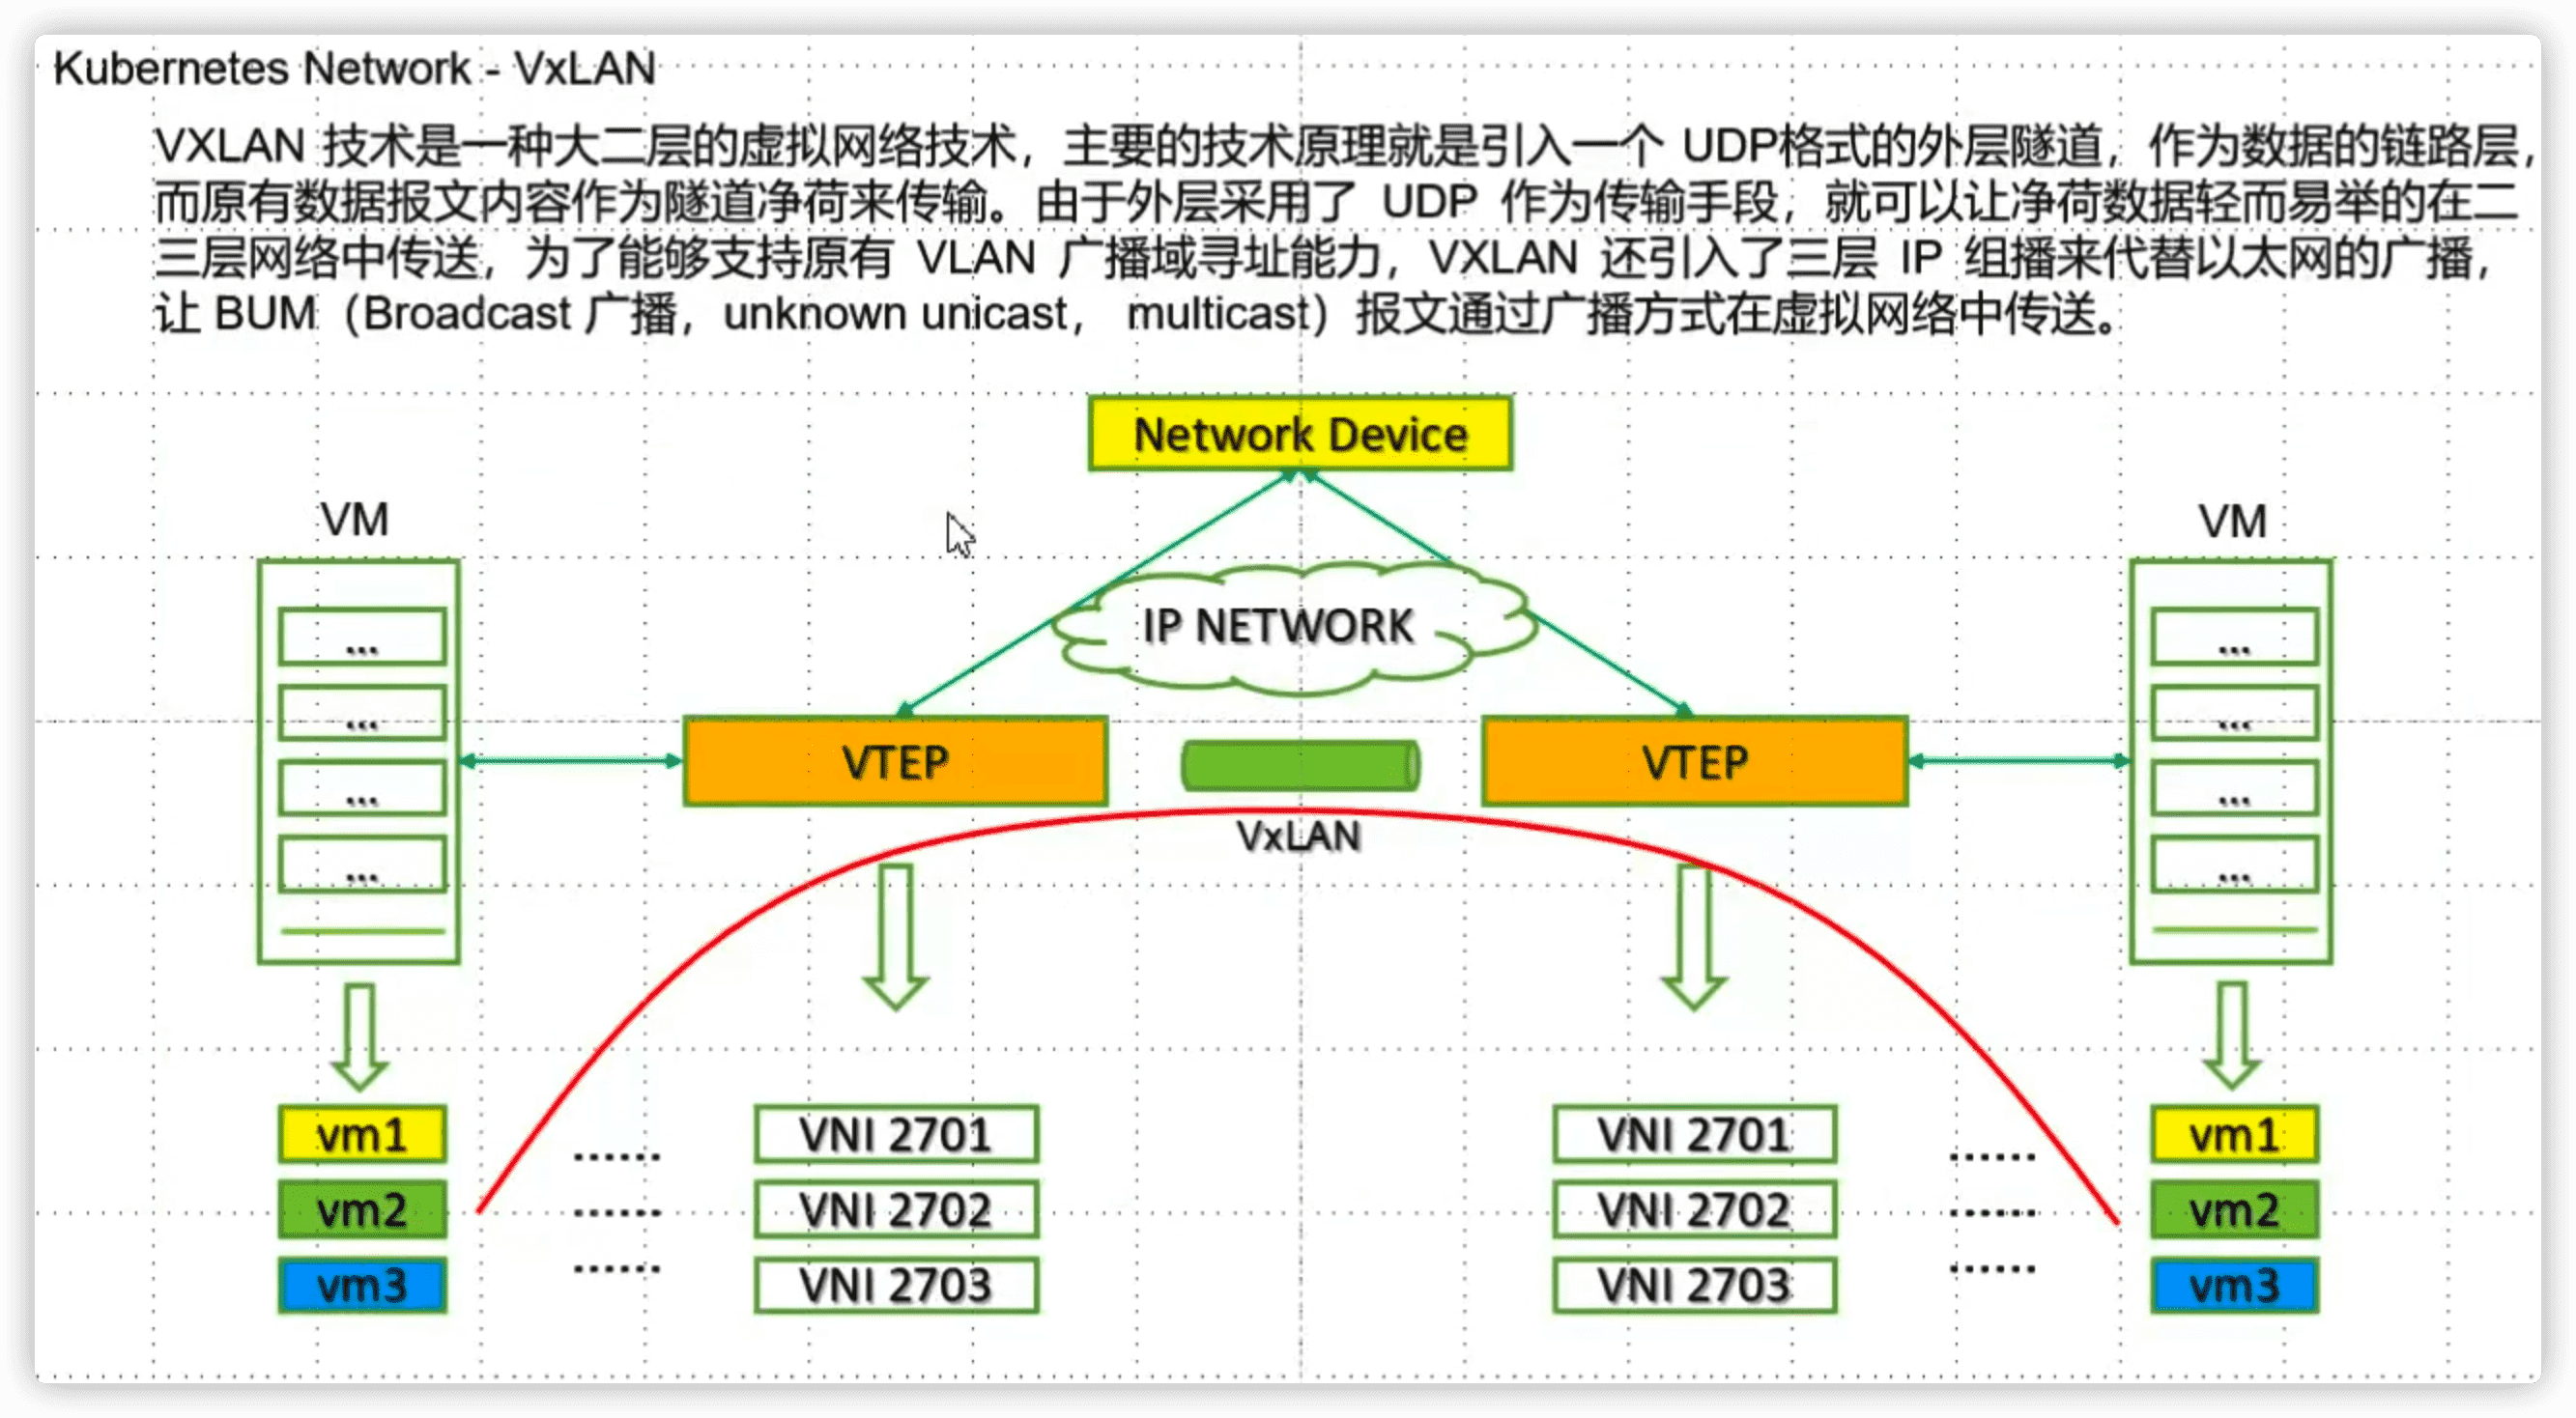 Kubernetes Network - VxLAN
VXLAN 技术是一种大二层的虚拟网络技术，主要的技术原理就是引入一个 UDP格式的外层隧道，作为数据的链路层，
而原有数据报文内容作为隧道净荷来传输。由于外层采用了 UDP 作为传输手段，就可以让净荷数据轻而易举的在二
三层网络中传送，为了能够支持原有 VLAN 广播域寻址能力，VXLAN 还引入了三层 IP 组播来代替以太网的广播，
让 BUM（Broadcast 广播，unknown unicast， multicast）报文通过广播方式在虚拟网络中传送。
Network Device
VM
VM
IP NETWORK
...
...
...
...
...
...
...
...
VTEP
VTEP
VxLAN
vm1
......
VNI 2701
VNI 2701
......
vm1
vm2
......
VNI 2702
VNI 2702
......
vm2
vm3
......
VNI 2703
VNI 2703
......
vm3